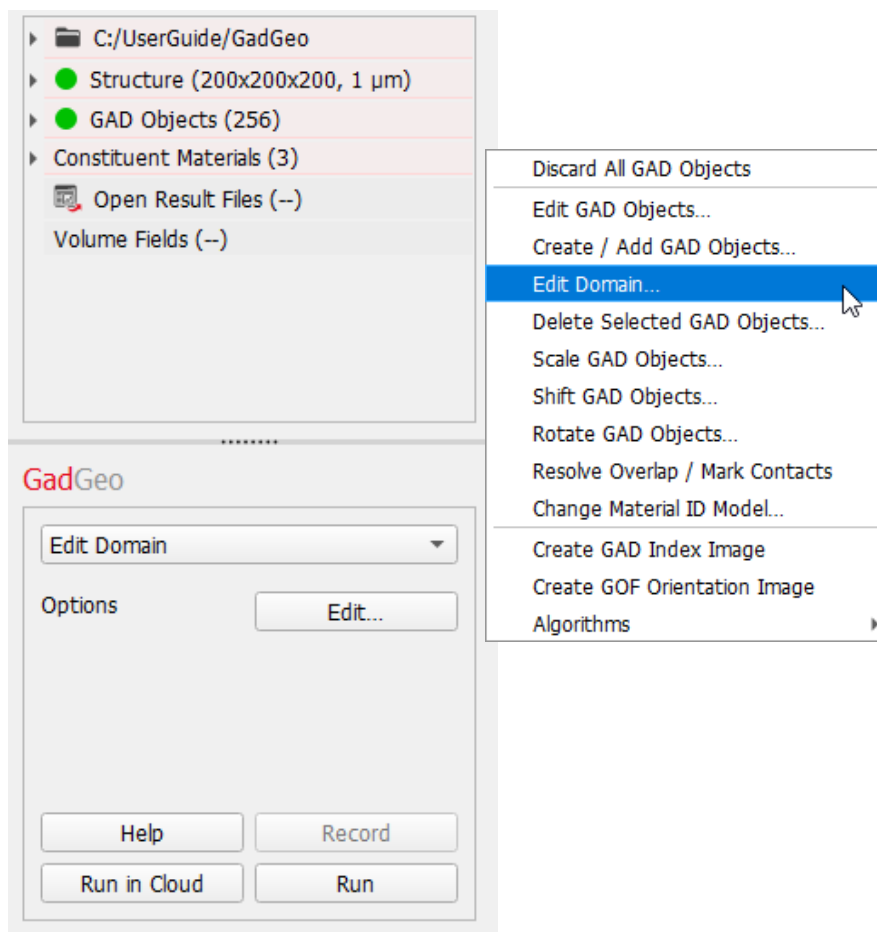 C:/UserGuide/GadGeo
Structure (200x200x200, 1 µm)
GAD Objects (256)
Constituent Materials (3)
Open Result Files (--)
Volume Fields (--)
Discard All GAD Objects
Edit GAD Objects...
Create / Add GAD Objects...
Edit Domain...
Delete Selected GAD Objects...
Scale GAD Objects...
Shift GAD Objects...
Rotate GAD Objects...
Resolve Overlap / Mark Contacts
Change Material ID Model...
Create GAD Index Image
Create GOF Orientation Image
Algorithms
GadGeo
Edit Domain
Options
Edit...
Help
Record
Run in Cloud
Run